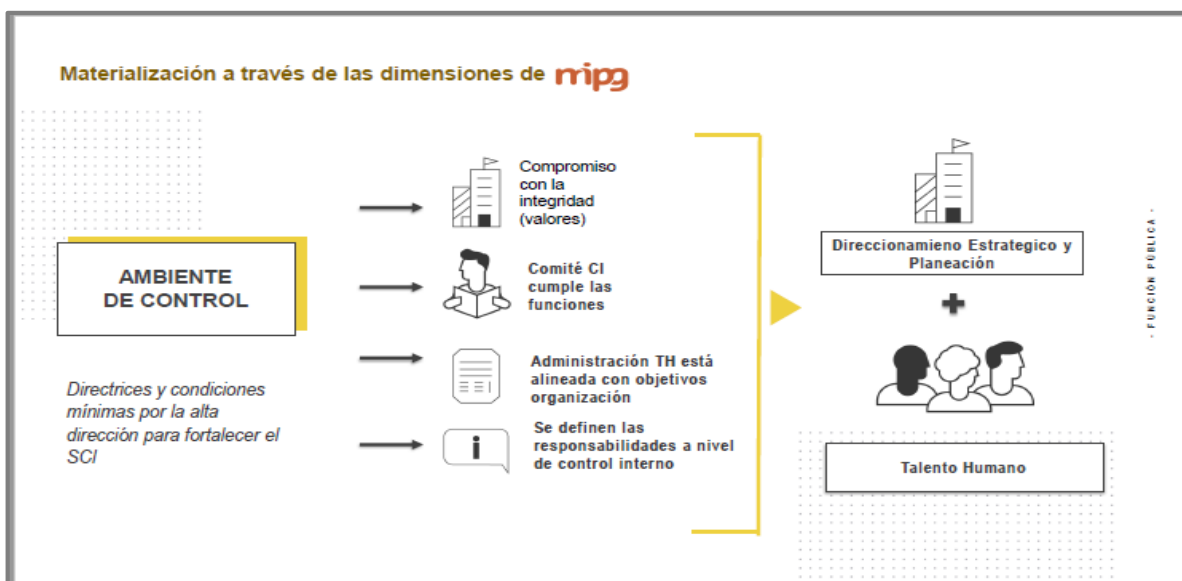 Materialización a través de las dimensiones de mipg
AMBIENTE
DE CONTROL
Directrices y condiciones
mínimas por la alta
dirección para fortalecer el
SCI
Compromiso
con la
integridad
(valores)
Comité CI
cumple las
funciones
Administración TH está
alineada con objetivos
organización
i
Se definen las
responsabilidades a nivel
de control interno
Direccionamieno Estrategico y
Planeación
Talento Humano
- FUNCIÓN PÚBLICA -